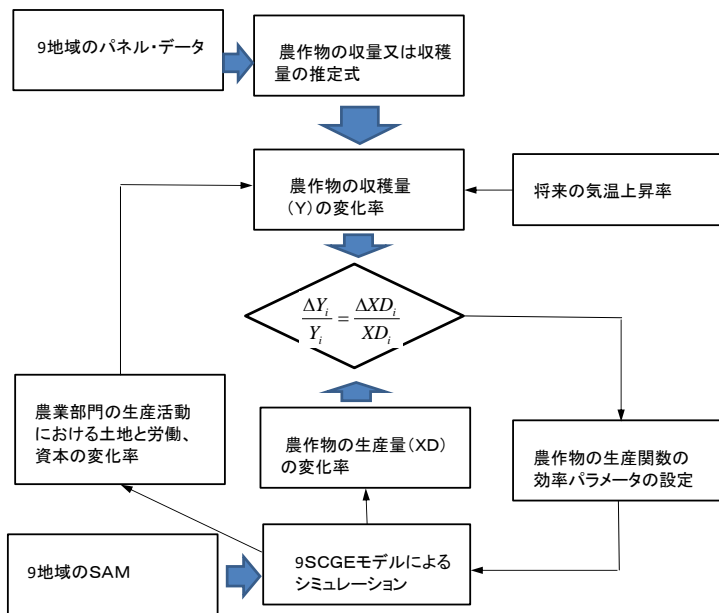 9地域のパネル・データ
農作物の収量又は収穫
量の推定式
農作物の収穫量
(Y)の変化率
将来の気温上昇率
ΔY_i/Y_i = ΔXD_i/XD_i
農業部門の生産活動
における土地と労働、
資本の変化率
農作物の生産量(XD)
の変化率
農作物の生産関数の
効率パラメータの設定
9地域のSAM
9SCGEモデルによる
シミュレーション